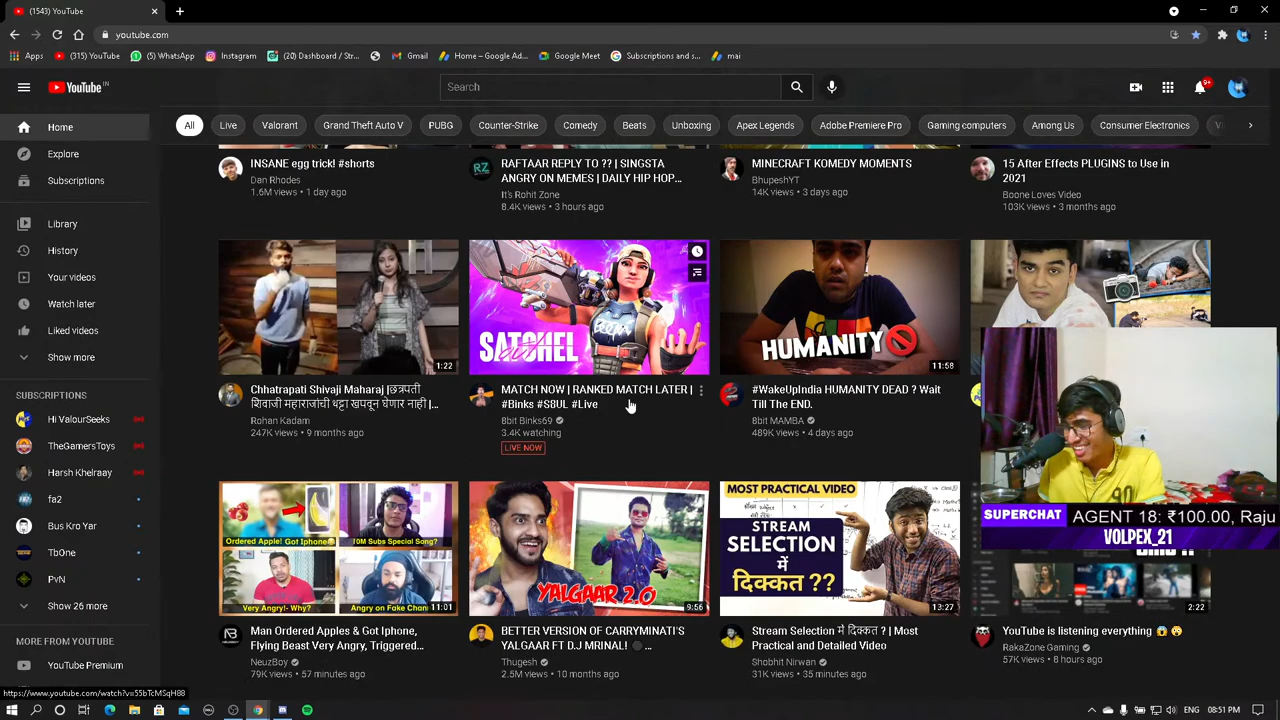 (1543) YouTube
youtube.com
Apps
(315) YouTube
(5) WhatsApp
Instagram
(20) Dashboard / Str...
Gmail
Home – Google Ad...
Google Meet
Subscriptions and s...
mai
YouTube IN
Search
9+
Home
Explore
Subscriptions
Library
History
Your videos
Watch later
Liked videos
Show more
SUBSCRIPTIONS
Hi ValourSeeks
TheGamersToys
Harsh Khelraay
fa2
Bus Kro Yar
TbOne
PvN
Show 26 more
MORE FROM YOUTUBE
YouTube Premium
All
Live
Valorant
Grand Theft Auto V
PUBG
Counter-Strike
Comedy
Beats
Unboxing
Apex Legends
Adobe Premiere Pro
Gaming computers
Among Us
Consumer Electronics
INSANE egg trick! #shorts
Dan Rhodes
1.6M views • 1 day ago
RZ
RAFTAAR REPLY TO ?? | SINGSTA
ANGRY ON MEMES | DAILY HIP HOP...
It's Rohit Zone
8.4K views • 3 hours ago
MINECRAFT KOMEDY MOMENTS
BhupeshYT
14K views • 3 days ago
15 After Effects PLUGINS to Use in
2021
Boone Loves Video
103K views • 3 months ago
1:22
Chhatrapati Shivaji Maharaj |छत्रपती
शिवाजी महाराजांची थट्टा खपवून घेणार नाही |...
Rohan Kadam
247K views • 9 months ago
SATCHEL
MATCH NOW | RANKED MATCH LATER |
#Binks #S8UL #Live
8bit Binks69
3.4K watching
LIVE NOW
HUMANITY
11:58
#WakeUpIndia HUMANITY DEAD ? Wait
Till The END.
8bit MAMBA
489K views • 4 days ago
SUPERCHAT
AGENT 18: ₹100.00, Raju
VOLPEX_21
Ordered Apple! Got Iphone
10M Subs Special Song?
Very Angry!- Why?
Angry on Fake Chan
11:01
Man Ordered Apples & Got Iphone,
Flying Beast Very Angry, Triggered...
NeuzBoy
79K views • 57 minutes ago
YALGAAR 2.0
9:56
BETTER VERSION OF CARRYMINATI'S
YALGAAR FT D.J MRINAL! ...
Thugesh
2.5M views • 10 months ago
MOST PRACTICAL VIDEO
STREAM
SELECTION
में
दिक्कत ??
13:27
Stream Selection में दिक्कत ? | Most
Practical and Detailed Video
Shobhit Nirwan
31K views • 35 minutes ago
2:22
YouTube is listening everything 😱😳
RakaZone Gaming
57K views • 8 hours ago
https://www.youtube.com/watch?v=55bTcMSqH88
ENG
08:51 PM